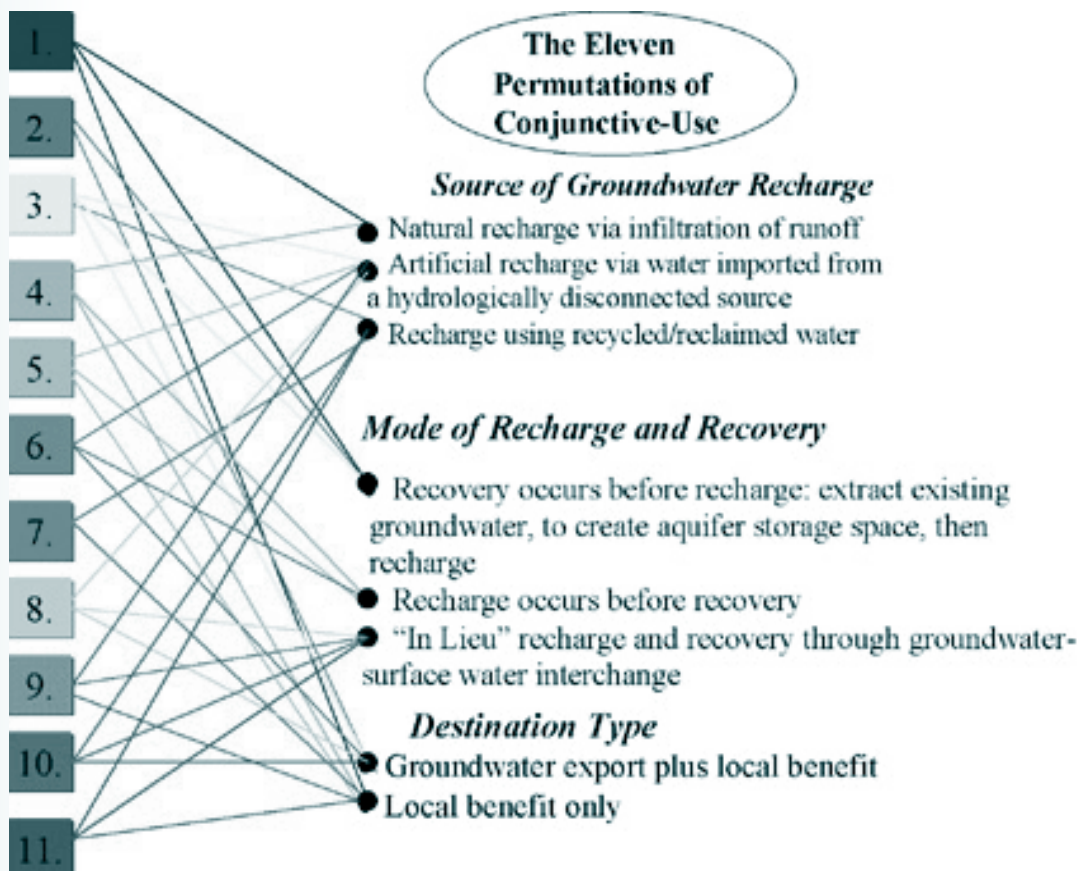 1.
2.
3.
4.
5.
6.
7.
8.
9.
10.
11.
The Eleven
Permutations of
Conjunctive-Use
Source of Groundwater Recharge
Natural recharge via infiltration of runoff
Artificial recharge via water imported from
a hydrologically disconnected source
Recharge using recycled/reclaimed water
Mode of Recharge and Recovery
Recovery occurs before recharge: extract existing
groundwater, to create aquifer storage space, then
recharge
Recharge occurs before recovery
“In Lieu” recharge and recovery through groundwater-
surface water interchange
Destination Type
Groundwater export plus local benefit
Local benefit only